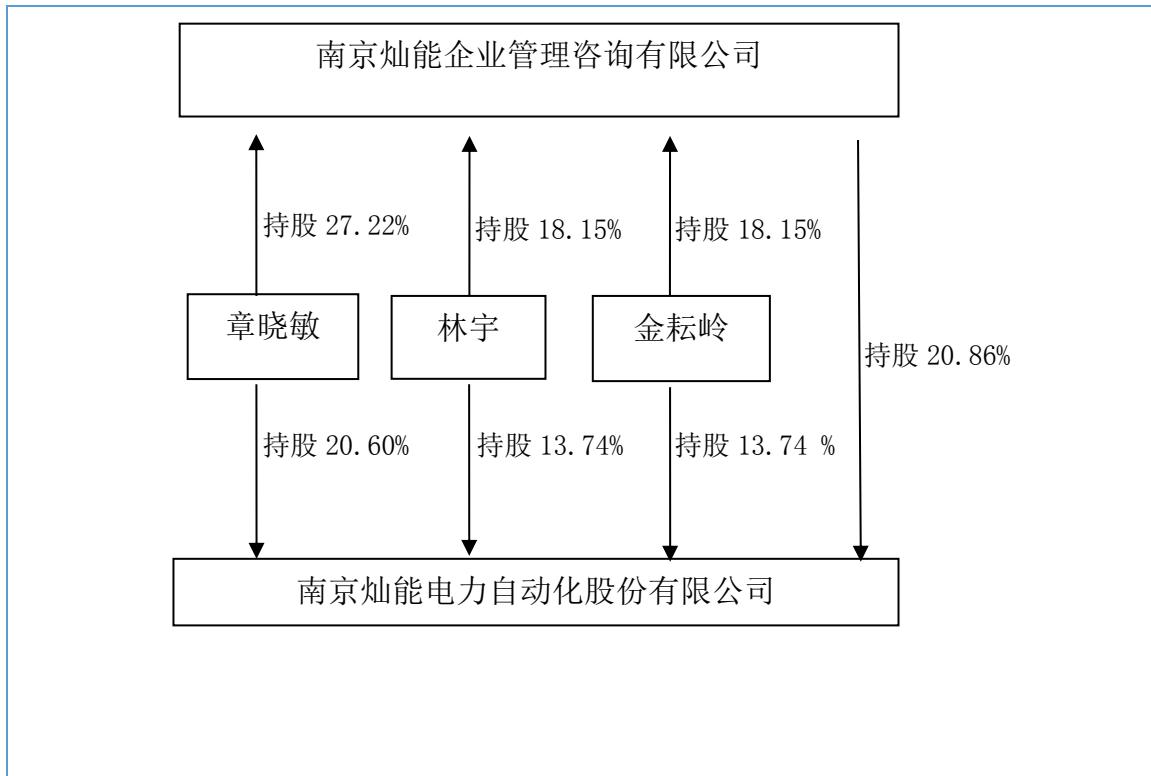 南京灿能企业管理咨询有限公司
持股 27.22%
持股 18.15%
持股 18.15%
章晓敏
林宇
金耘岭
持股 20.86%
持股 20.60%
持股 13.74%
持股 13.74 %
南京灿能电力自动化股份有限公司